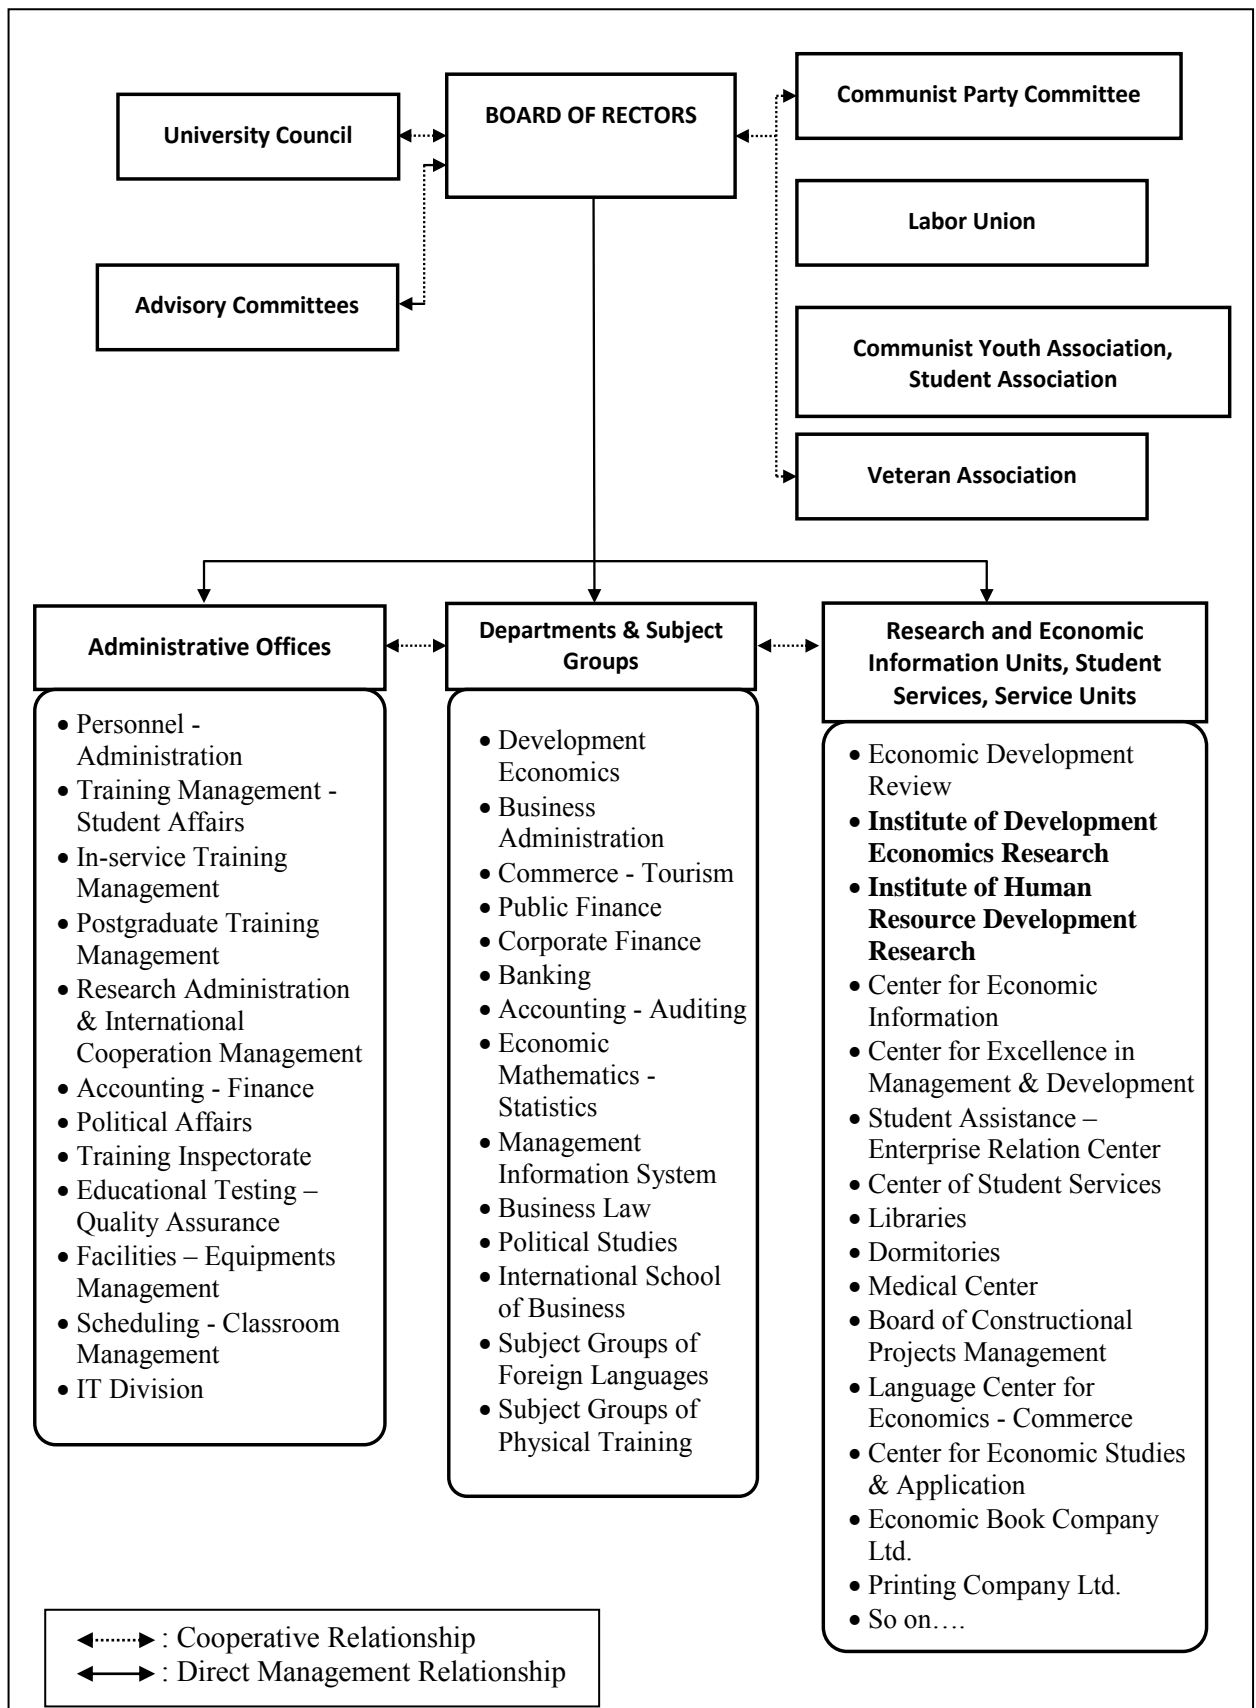 BOARD OF RECTORS
University Council
Advisory Committees
Communist Party Committee
Labor Union
Communist Youth Association,
Student Association
Veteran Association
Administrative Offices
• Personnel -
Administration
• Training Management -
Student Affairs
• In-service Training
Management
• Postgraduate Training
Management
• Research Administration
& International
Cooperation Management
• Accounting - Finance
• Political Affairs
• Training Inspectorate
• Educational Testing –
Quality Assurance
• Facilities – Equipments
Management
• Scheduling - Classroom
Management
• IT Division
Departments & Subject
Groups
• Development
Economics
• Business
Administration
• Commerce - Tourism
• Public Finance
• Corporate Finance
• Banking
• Accounting - Auditing
• Economic
Mathematics -
Statistics
• Management
Information System
• Business Law
• Political Studies
• International School
of Business
• Subject Groups of
Foreign Languages
• Subject Groups of
Physical Training
Research and Economic
Information Units, Student
Services, Service Units
• Economic Development
Review
• Institute of Development
Economics Research
• Institute of Human
Resource Development
Research
• Center for Economic
Information
• Center for Excellence in
Management & Development
• Student Assistance –
Enterprise Relation Center
• Center of Student Services
• Libraries
• Dormitories
• Medical Center
• Board of Constructional
Projects Management
• Language Center for
Economics - Commerce
• Center for Economic Studies
& Application
• Economic Book Company
Ltd.
• Printing Company Ltd.
• So on….
: Cooperative Relationship
: Direct Management Relationship